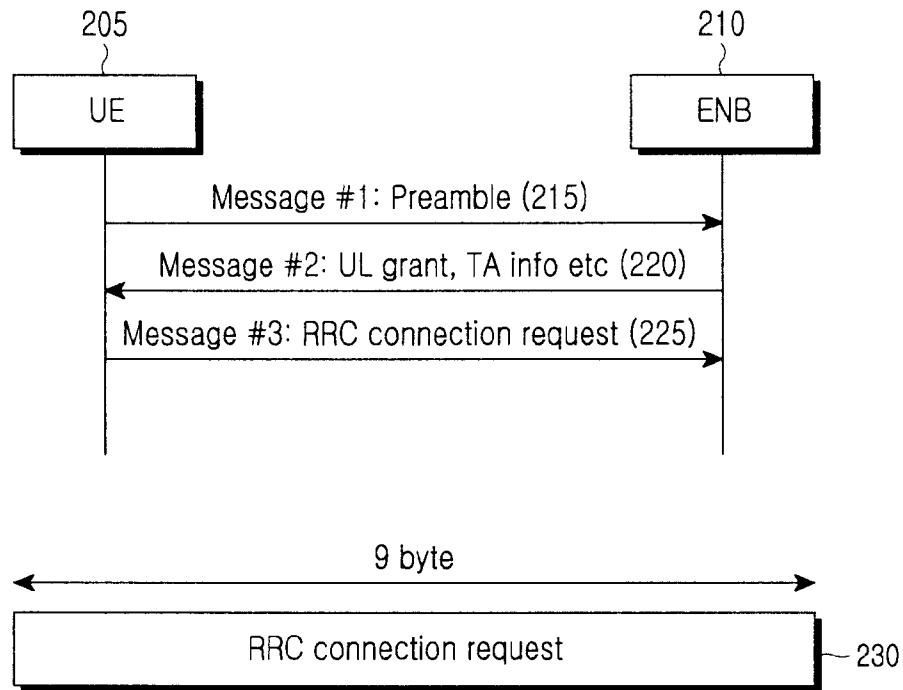 205
210
UE
ENB
Message #1: Preamble (215)
Message #2: UL grant, TA info etc (220)
Message #3: RRC connection request (225)
9 byte
RRC connection request
230